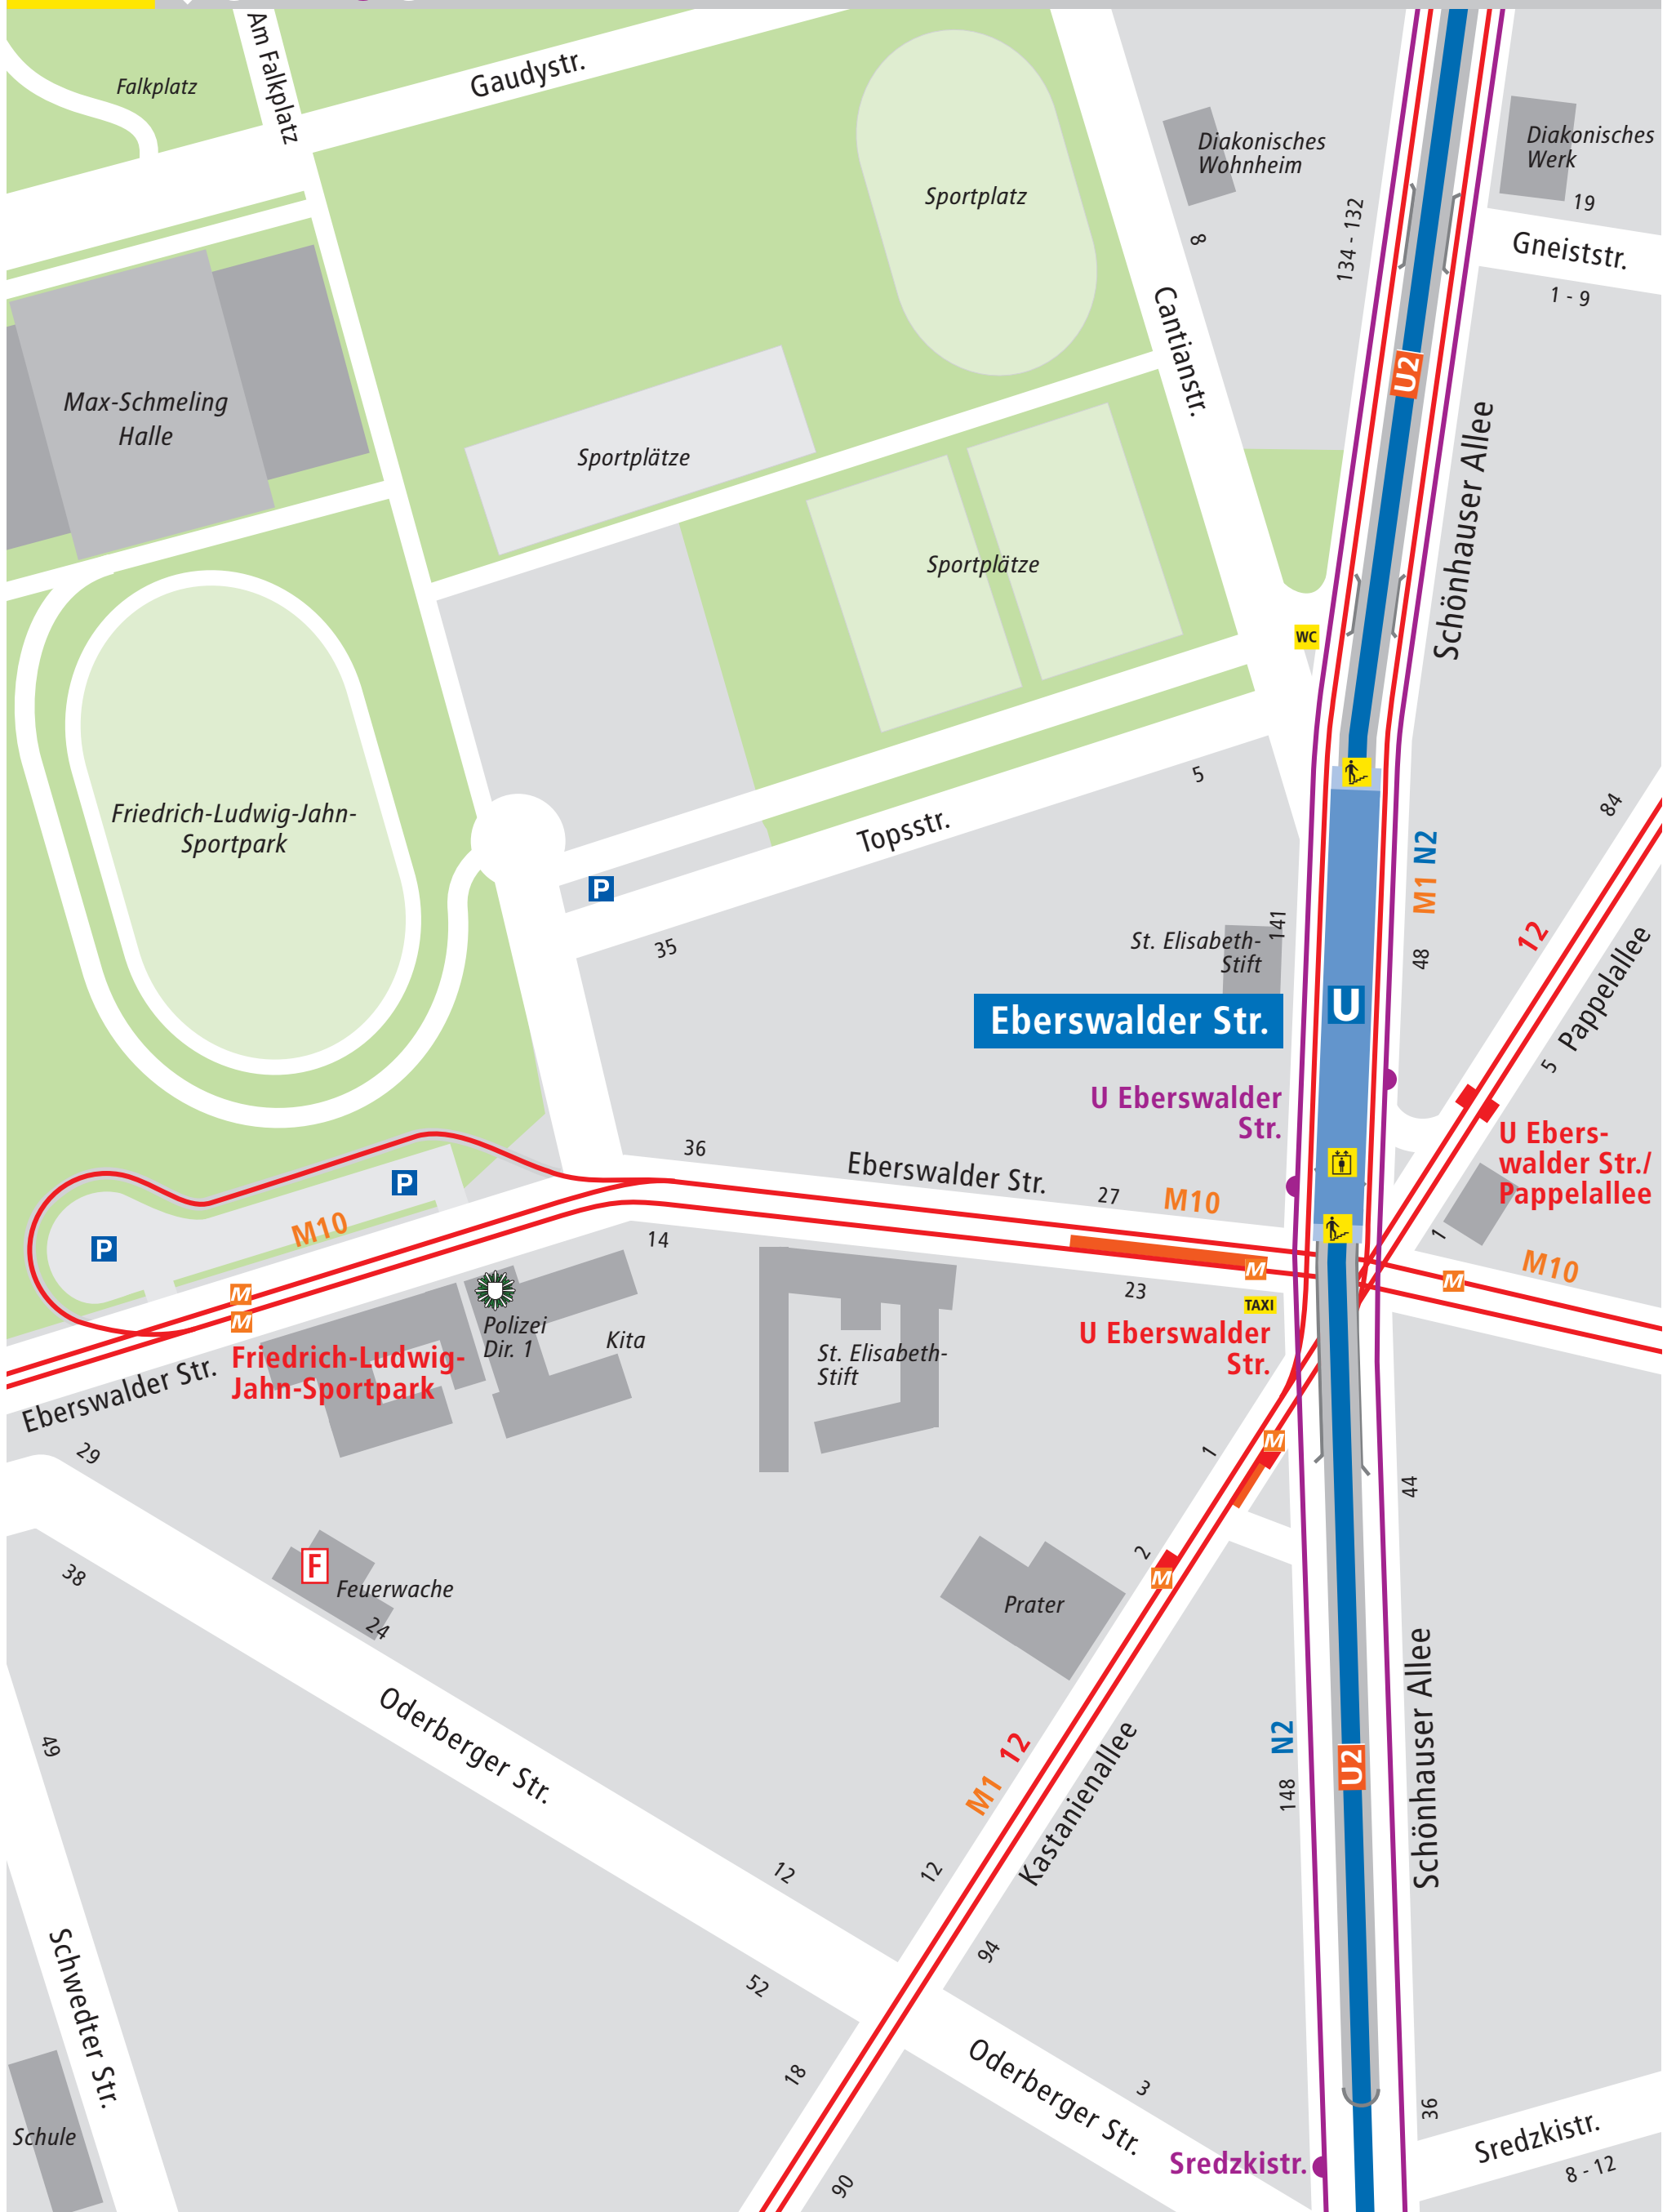 Am Falkplatz
Gaudystr.
Falkplatz
Sportplatz
Diakonisches
Wohnheim
Diakonisches
Werk
19
134 - 132
8
Gneiststr.
1 - 9
Cantianstr.
U2
Max-Schmeling
Halle
Sportplätze
Sportplätze
Schönhauser Allee
WC
5
Topsstr.
84
Friedrich-Ludwig-Jahn-
Sportpark
P
35
M1 N2
12
141
48
St. Elisabeth-
Stift
Pappelallee
5
Eberswalder Str.
U
U Eberswalder
Str.
U Ebers-
walder Str./
Pappelallee
36
Eberswalder Str.
27
M10
1
M10
P
M10
P
14
23
M
M
TAXI
M
M
Polizei
Dir. 1
Kita
U Eberswalder
Str.
St. Elisabeth-
Stift
Friedrich-Ludwig-
Jahn-Sportpark
Eberswalder Str.
29
1
M
44
38
F
Feuerwache
24
2
M
Prater
Oderberger Str.
49
M1 12
Kastanienallee
N2
148
U2
Schönhauser Allee
12
12
94
52
Schwedter Str.
18
Oderberger Str.
3
36
Sredzkistr.
8 - 12
Schule
Sredzkistr.
90